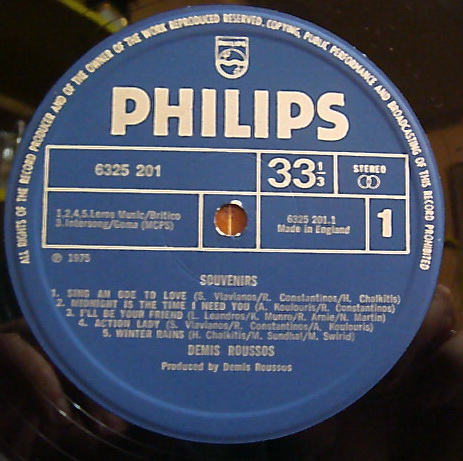 ALL RIGHTS OF THE RECORD PRODUCER AND OF THE OWNER OF THE WORK REPRODUCED RESERVED. COPYING, PUBLIC PERFORMANCE AND BROADCASTING OF THIS RECORD PROHIBITED
PHILIPS
PHILIPS
6325 201
33 1/3
STEREO
1,2,4,5.Lerns Music/Britico
3.Intersong/Goma (MCPS)
6325 201.1
Made in England
1
℗ 1975
SOUVENIRS
1. SING AN ODE TO LOVE (S. Vlavianos/R. Constantinos/H. Chalkitis)
2. MIDNIGHT IS THE TIME I NEED YOU (A. Koulouris/R. Constantinos)
3. I'LL BE YOUR FRIEND (L. Leandros/K. Munro/R. Arnie/N. Martin)
4. ACTION LADY (S. Vlavianos/R. Constantinos/A. Koulouris)
5. WINTER RAINS (H. Chalkitis/M. Sundhal/M. Swirid)
DEMIS ROUSSOS
Produced by Demis Roussos